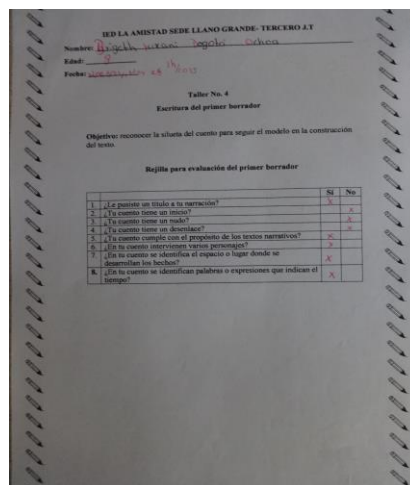 IED LA AMISTAD SEDE LLANO GRANDE- TERCERO J.T
Nombre: Bogota Ochoa
Edad: 8
Fecha:
Taller No. 4
Escritura del primer borrador
Objetivo: reconocer la silueta del cuento para seguir el modelo en la construcción
del texto.
Rejilla para evaluación del primer borrador
Si No
1. ¿Le pusiste un título a tu narración? X
2. ¿Tu cuento tiene un inicio? X
3. ¿Tu cuento tiene un nudo? X
4. ¿Tu cuento tiene un desenlace? X
5. ¿Tu cuento cumple con el propósito de los textos narrativos? X
6. ¿En tu cuento intervienen varios personajes? X
7. ¿En tu cuento se identifica el espacio o lugar donde se
desarrollan los hechos? X
8. ¿En tu cuento se identifican palabras o expresiones que indican el
tiempo? X